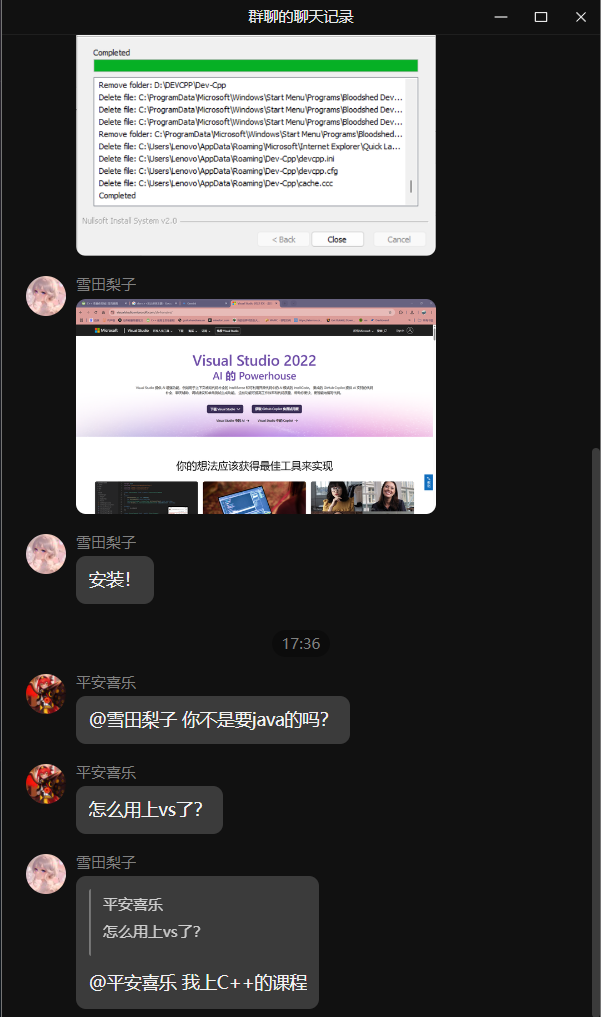 群聊的聊天记录
Completed
Remove folder: D:\DEVCPP\Dev-Cpp
Delete file: C:\ProgramData\Microsoft\Windows\Start Menu\Programs\Bloodshed Dev...
Delete file: C:\ProgramData\Microsoft\Windows\Start Menu\Programs\Bloodshed Dev...
Delete file: C:\ProgramData\Microsoft\Windows\Start Menu\Programs\Bloodshed Dev...
Remove folder: C:\ProgramData\Microsoft\Windows\Start Menu\Programs\Bloodshed...
Delete file: C:\Users\Lenovo\AppData\Roaming\Microsoft\Internet Explorer\Quick La...
Delete file: C:\Users\Lenovo\AppData\Roaming\Dev-Cpp\devcpp.ini
Delete file: C:\Users\Lenovo\AppData\Roaming\Dev-Cpp\devcpp.cfg
Delete file: C:\Users\Lenovo\AppData\Roaming\Dev-Cpp\cache.ccc
Completed
Nullsoft Install System v2.0
< Back Close Cancel
雪田梨子
Microsoft Visual Studio
Visual Studio 2022
AI 的 Powerhouse
下载 Visual Studio
你的想法应该获得最佳工具来实现
雪田梨子
安装!
17:36
平安喜乐
@雪田梨子 你不是要java的吗?
平安喜乐
怎么用上vs了?
雪田梨子
平安喜乐
怎么用上vs了?
@平安喜乐 我上C++的课程